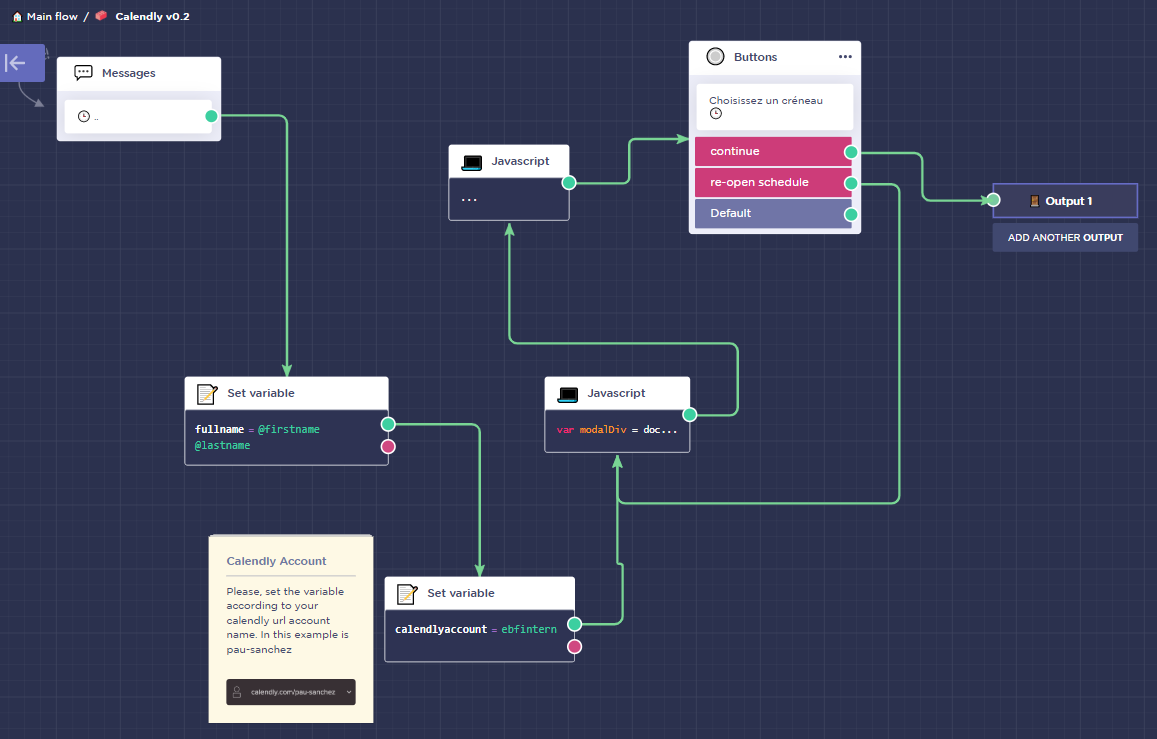 Main flow / Calendly v0.2
Messages
..
Buttons
Choisissez un créneau
continue
re-open schedule
Default
Javascript
...
Output 1
ADD ANOTHER OUTPUT
Set variable
fullname = @firstname
@lastname
Javascript
var modalDiv = doc...
Calendly Account
Please, set the variable
according to your
calendly url account
name. In this example is
pau-sanchez
calendly.com/pau-sanchez
Set variable
calendlyaccount = ebfintern